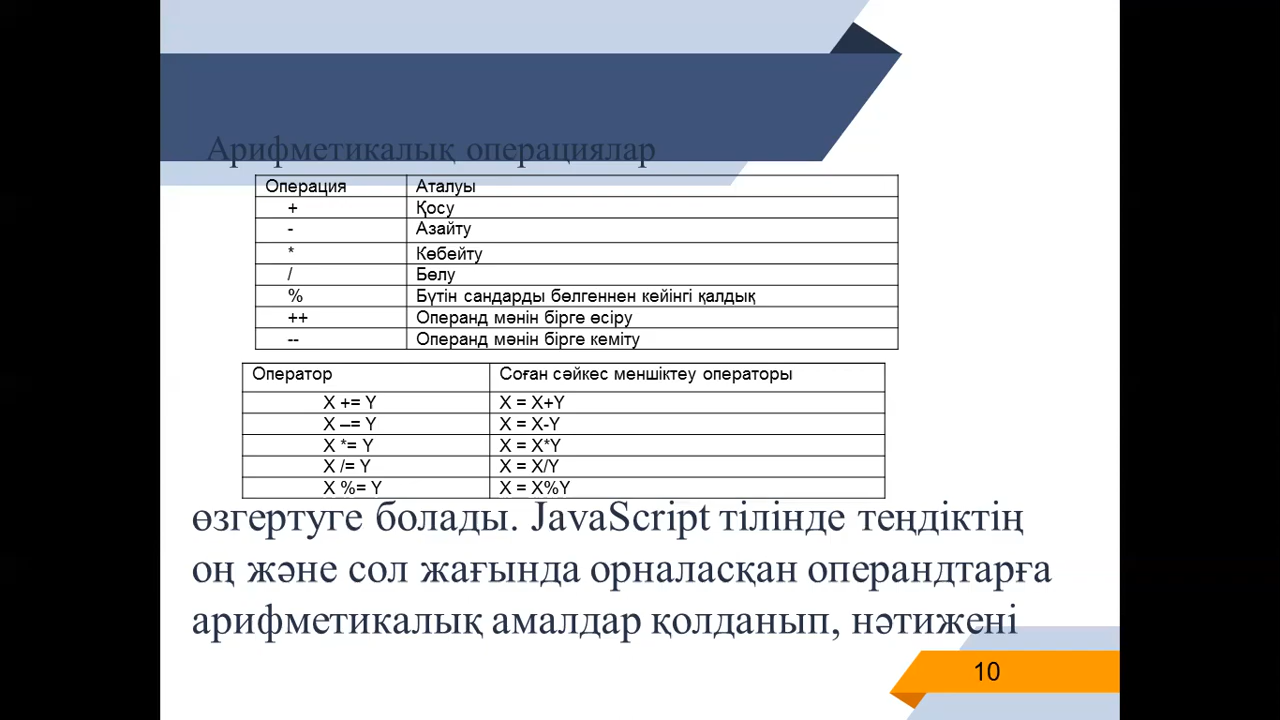 Арифметикалық операциялар
Операция Аталуы
+ Қосу
- Азайту
* Көбейту
/ Бөлу
% Бүтін сандарды бөлгеннен кейінгі қалдық
++ Операнд мәнін бірге өсіру
-- Операнд мәнін бірге кеміту
Оператор Соған сәйкес меншіктеу операторы
X += Y X = X+Y
X –= Y X = X-Y
X *= Y X = X*Y
X /= Y X = X/Y
X %= Y X = X%Y
өзгертуге болады. JavaScript тілінде теңдіктің
оң және сол жағында орналасқан операндтарға
арифметикалық амалдар қолданып, нәтижені
10